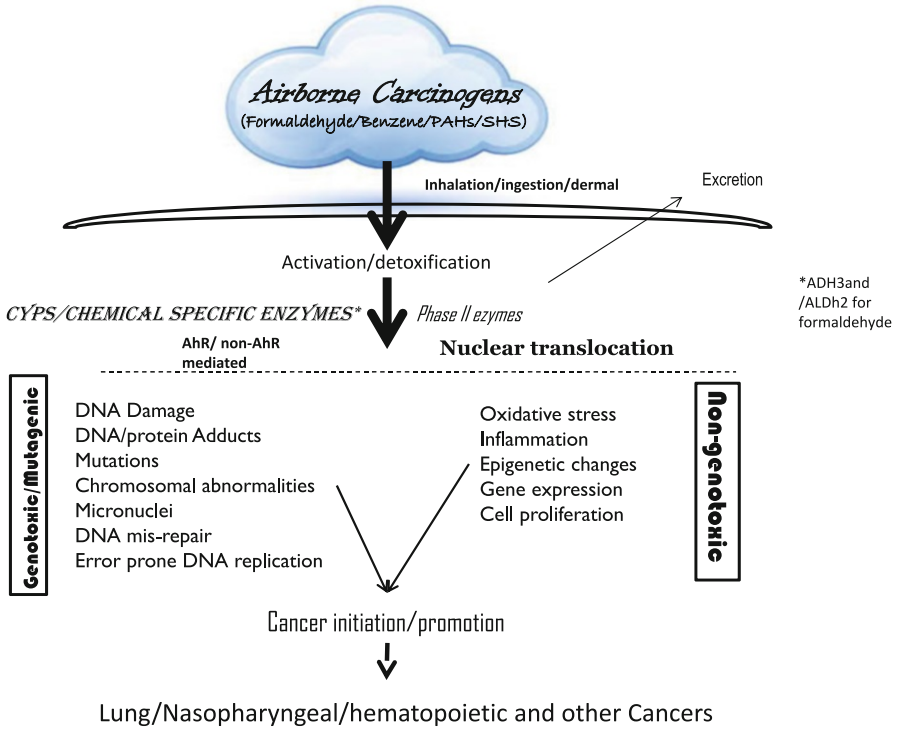 Airborne Carcinogens
(Formaldehyde/Benzene/PAHs/SHS)
Inhalation/ingestion/dermal
Excretion
Activation/detoxification
*ADH3and
/ALDh2 for
formaldehyde
CYPS/CHEMICAL SPECIFIC ENZYMES*
Phase II ezymes
AhR/ non-AhR
mediated
Nuclear translocation
Genotoxic/Mutagenic
DNA Damage
DNA/protein Adducts
Mutations
Chromosomal abnormalities
Micronuclei
DNA mis-repair
Error prone DNA replication
Oxidative stress
Inflammation
Epigenetic changes
Gene expression
Cell proliferation
Non-genotoxic
Cancer initiation/promotion
Lung/Nasopharyngeal/hematopoietic and other Cancers